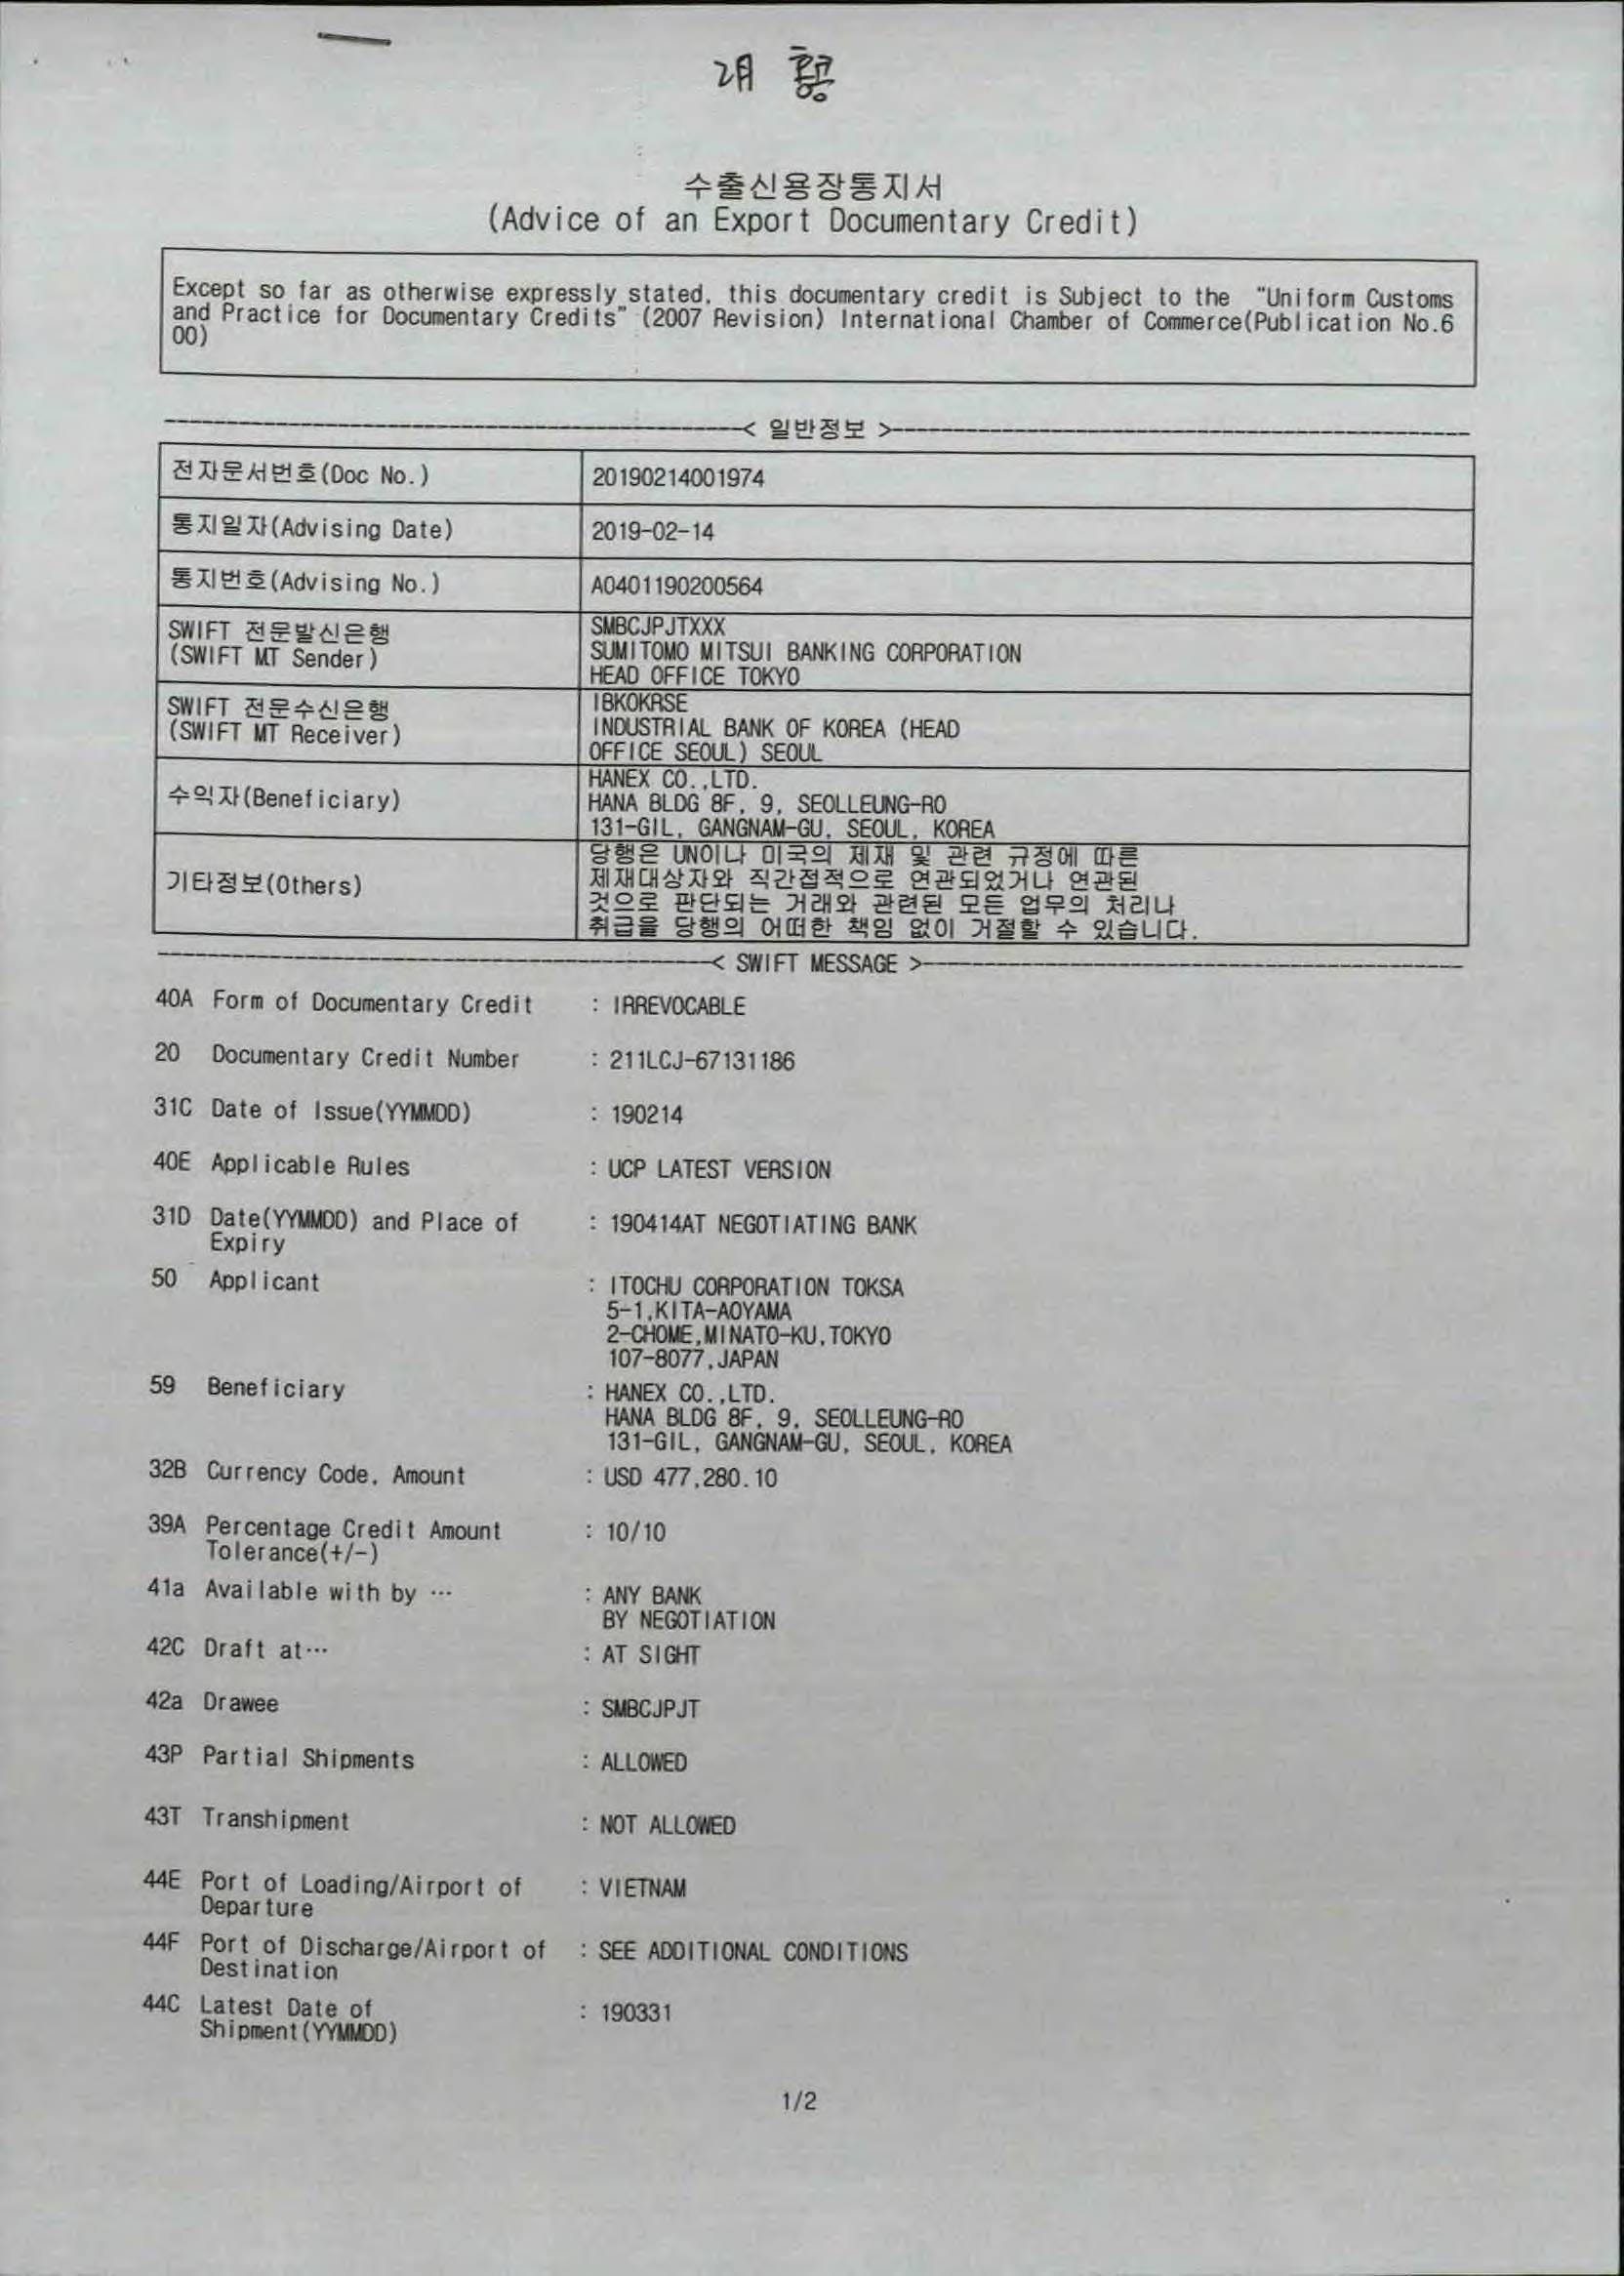 수출신용장통지서
(Advice of an Export Documentary Credit)
Except so far as otherwise expressly stated, this documentary credit is Subject to the "Uniform Customs
and Practice for Documentary Credits" (2007 Revision) International Chamber of Commerce(Publication No.6
00)
< 일반정보 >
전자문서번호(Doc No.) 20190214001974
통지일자(Advising Date) 2019-02-14
통지번호(Advising No.) A0401190200564
SWIFT 전문발신은행
(SWIFT MT Sender)
SMBCJPJTXXX
SUMITOMO MITSUI BANKING CORPORATION
HEAD OFFICE TOKYO
SWIFT 전문수신은행
(SWIFT MT Receiver)
IBKOKRSE
INDUSTRIAL BANK OF KOREA (HEAD
OFFICE SEOUL) SEOUL
수익자(Beneficiary)
HANEX CO.,LTD.
HANA BLDG 8F, 9, SEOLLEUNG-RO
131-GIL, GANGNAM-GU, SEOUL, KOREA
기타정보(Others)
당행은 UN이나 미국의 제재 및 관련 규정에 따른
제재대상자와 직간접적으로 연관되었거나 연관된
것으로 판단되는 거래와 관련된 모든 업무의 처리나
취급을 당행의 어떠한 책임 없이 거절할 수 있습니다.
< SWIFT MESSAGE >
40A Form of Documentary Credit : IRREVOCABLE
20 Documentary Credit Number : 211LCJ-67131186
31C Date of Issue(YYMMDD) : 190214
40E Applicable Rules : UCP LATEST VERSION
31D Date(YYMMDD) and Place of : 190414AT NEGOTIATING BANK
Expiry
50 Applicant : ITOCHU CORPORATION TOKSA
5-1,KITA-AOYAMA
2-CHOME,MINATO-KU,TOKYO
107-8077,JAPAN
59 Beneficiary : HANEX CO.,LTD.
HANA BLDG 8F, 9, SEOLLEUNG-RO
131-GIL, GANGNAM-GU, SEOUL, KOREA
32B Currency Code, Amount : USD 477,280.10
39A Percentage Credit Amount : 10/10
Tolerance(+/-)
41a Available with by … : ANY BANK
BY NEGOTIATION
42C Draft at… : AT SIGHT
42a Drawee : SMBCJPJT
43P Partial Shipments : ALLOWED
43T Transhipment : NOT ALLOWED
44E Port of Loading/Airport of : VIETNAM
Departure
44F Port of Discharge/Airport of : SEE ADDITIONAL CONDITIONS
Destination
44C Latest Date of : 190331
Shipment(YYMMDD)
1/2